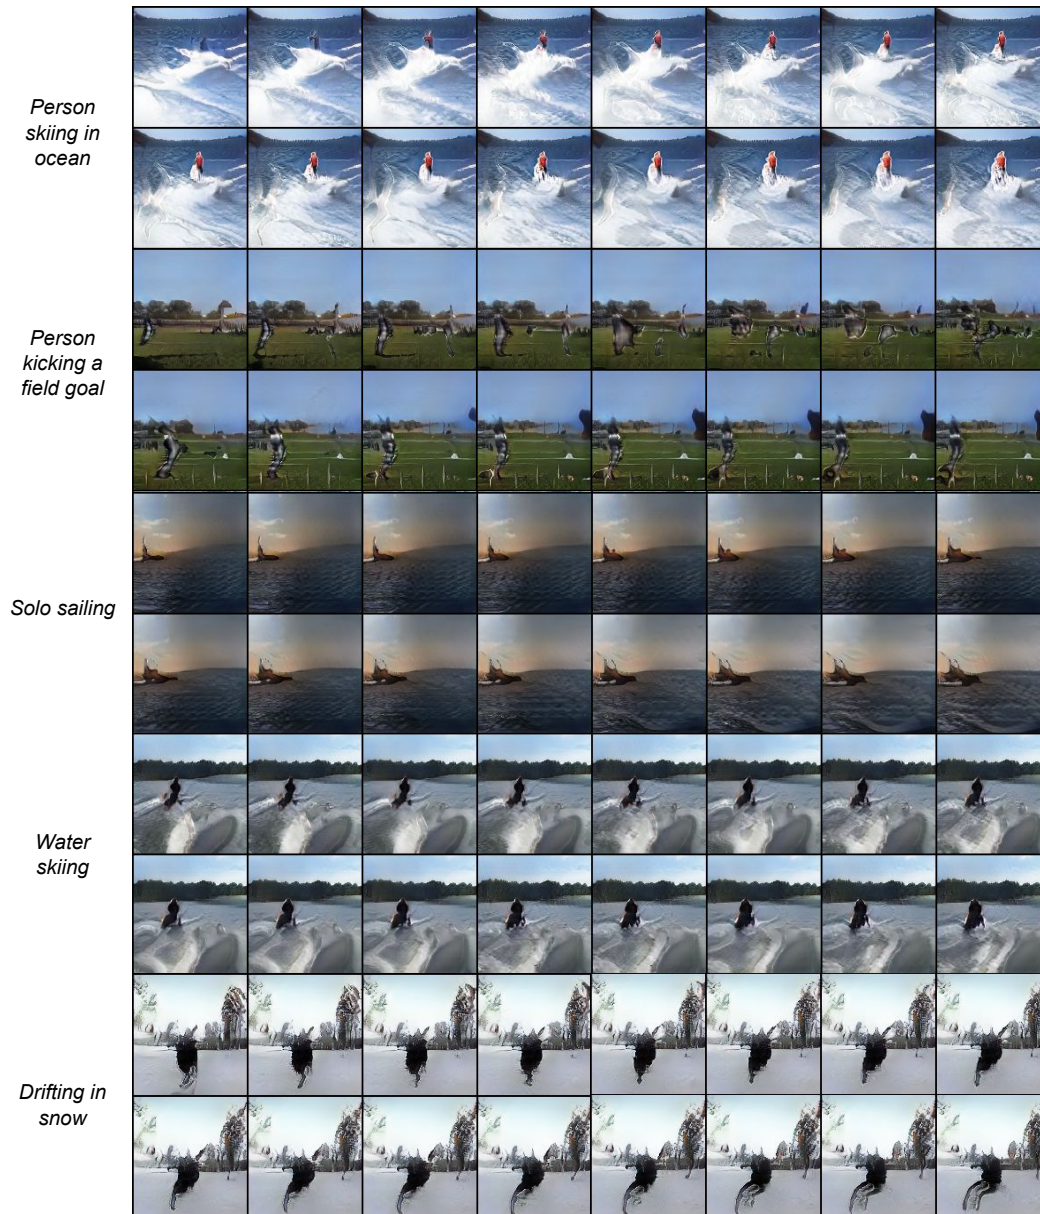 Person
skiing in
ocean
Person
kicking a
field goal
Solo sailing
Water
skiing
Drifting in
snow